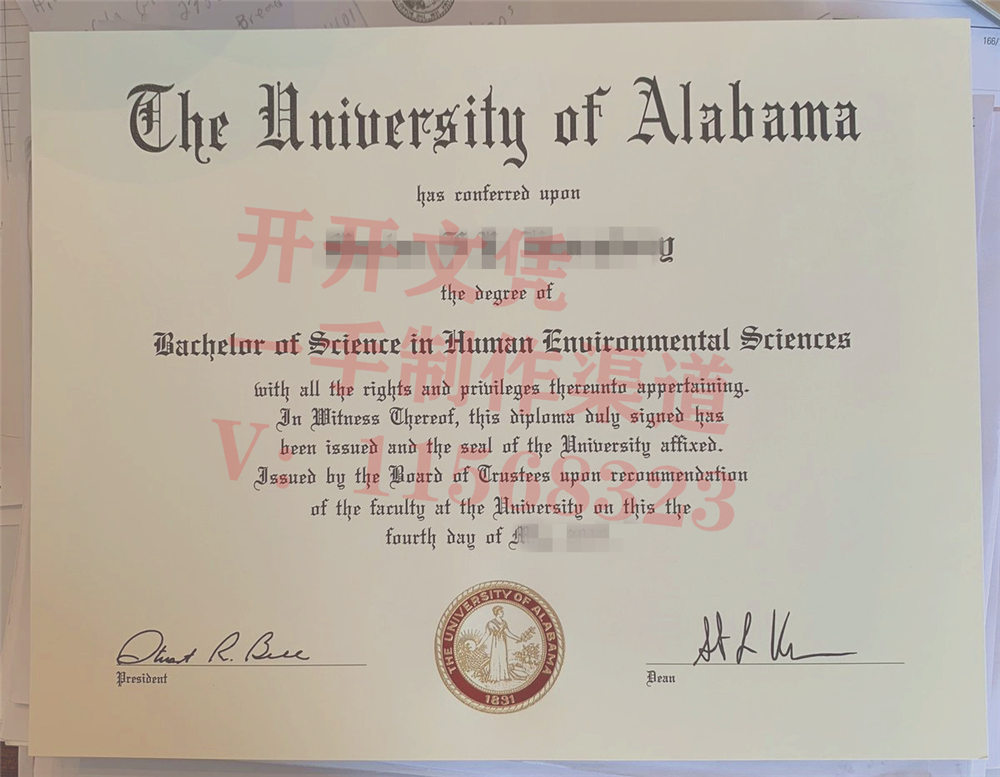 The University of Alabama
has conferred upon
the degree of
Bachelor of Science in Human Environmental Sciences
with all the rights and privileges thereunto appertaining.
In Witness Thereof, this diploma duly signed has
been issued and the seal of the University affixed.
Issued by the Board of Trustees upon recommendation
of the faculty at the University on this the
fourth day of
President
Dean
THE UNIVERSITY OF ALABAMA
1831
开开文凭
一手制作渠道
V: 11568323
166/